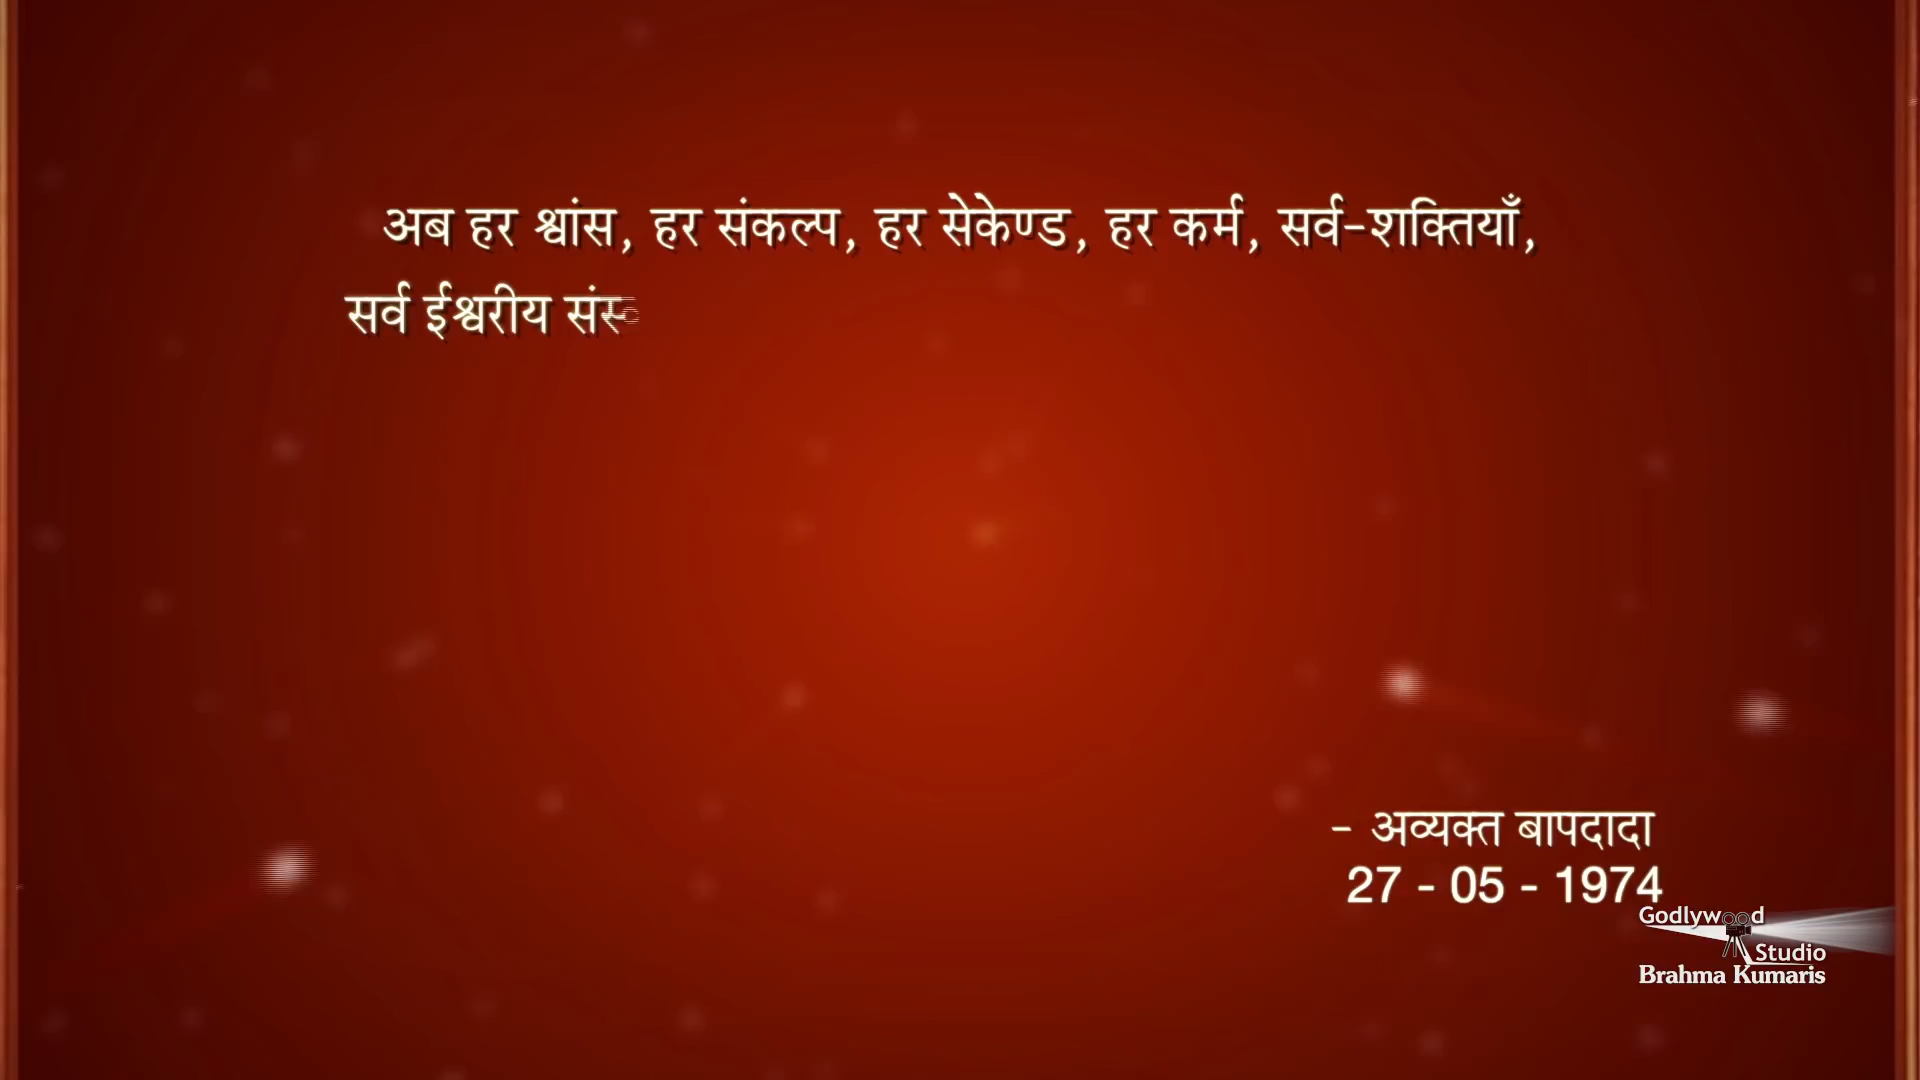 अब हर श्वांस, हर संकल्प, हर सेकेण्ड, हर कर्म, सर्व-शक्तियाँ,
सर्व ईश्वरीय
- अव्यक्त बापदादा
27 - 05 - 1974
Godlywood
Studio
Brahma Kumaris